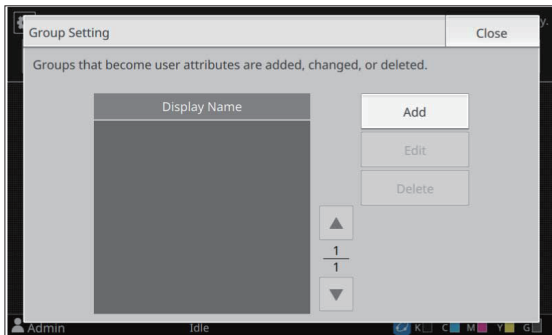 Group Setting
Close
y.
Groups that become user attributes are added, changed, or deleted.
Display Name
Add
Edit
Delete
1
1
Admin
Idle
K C M Y G